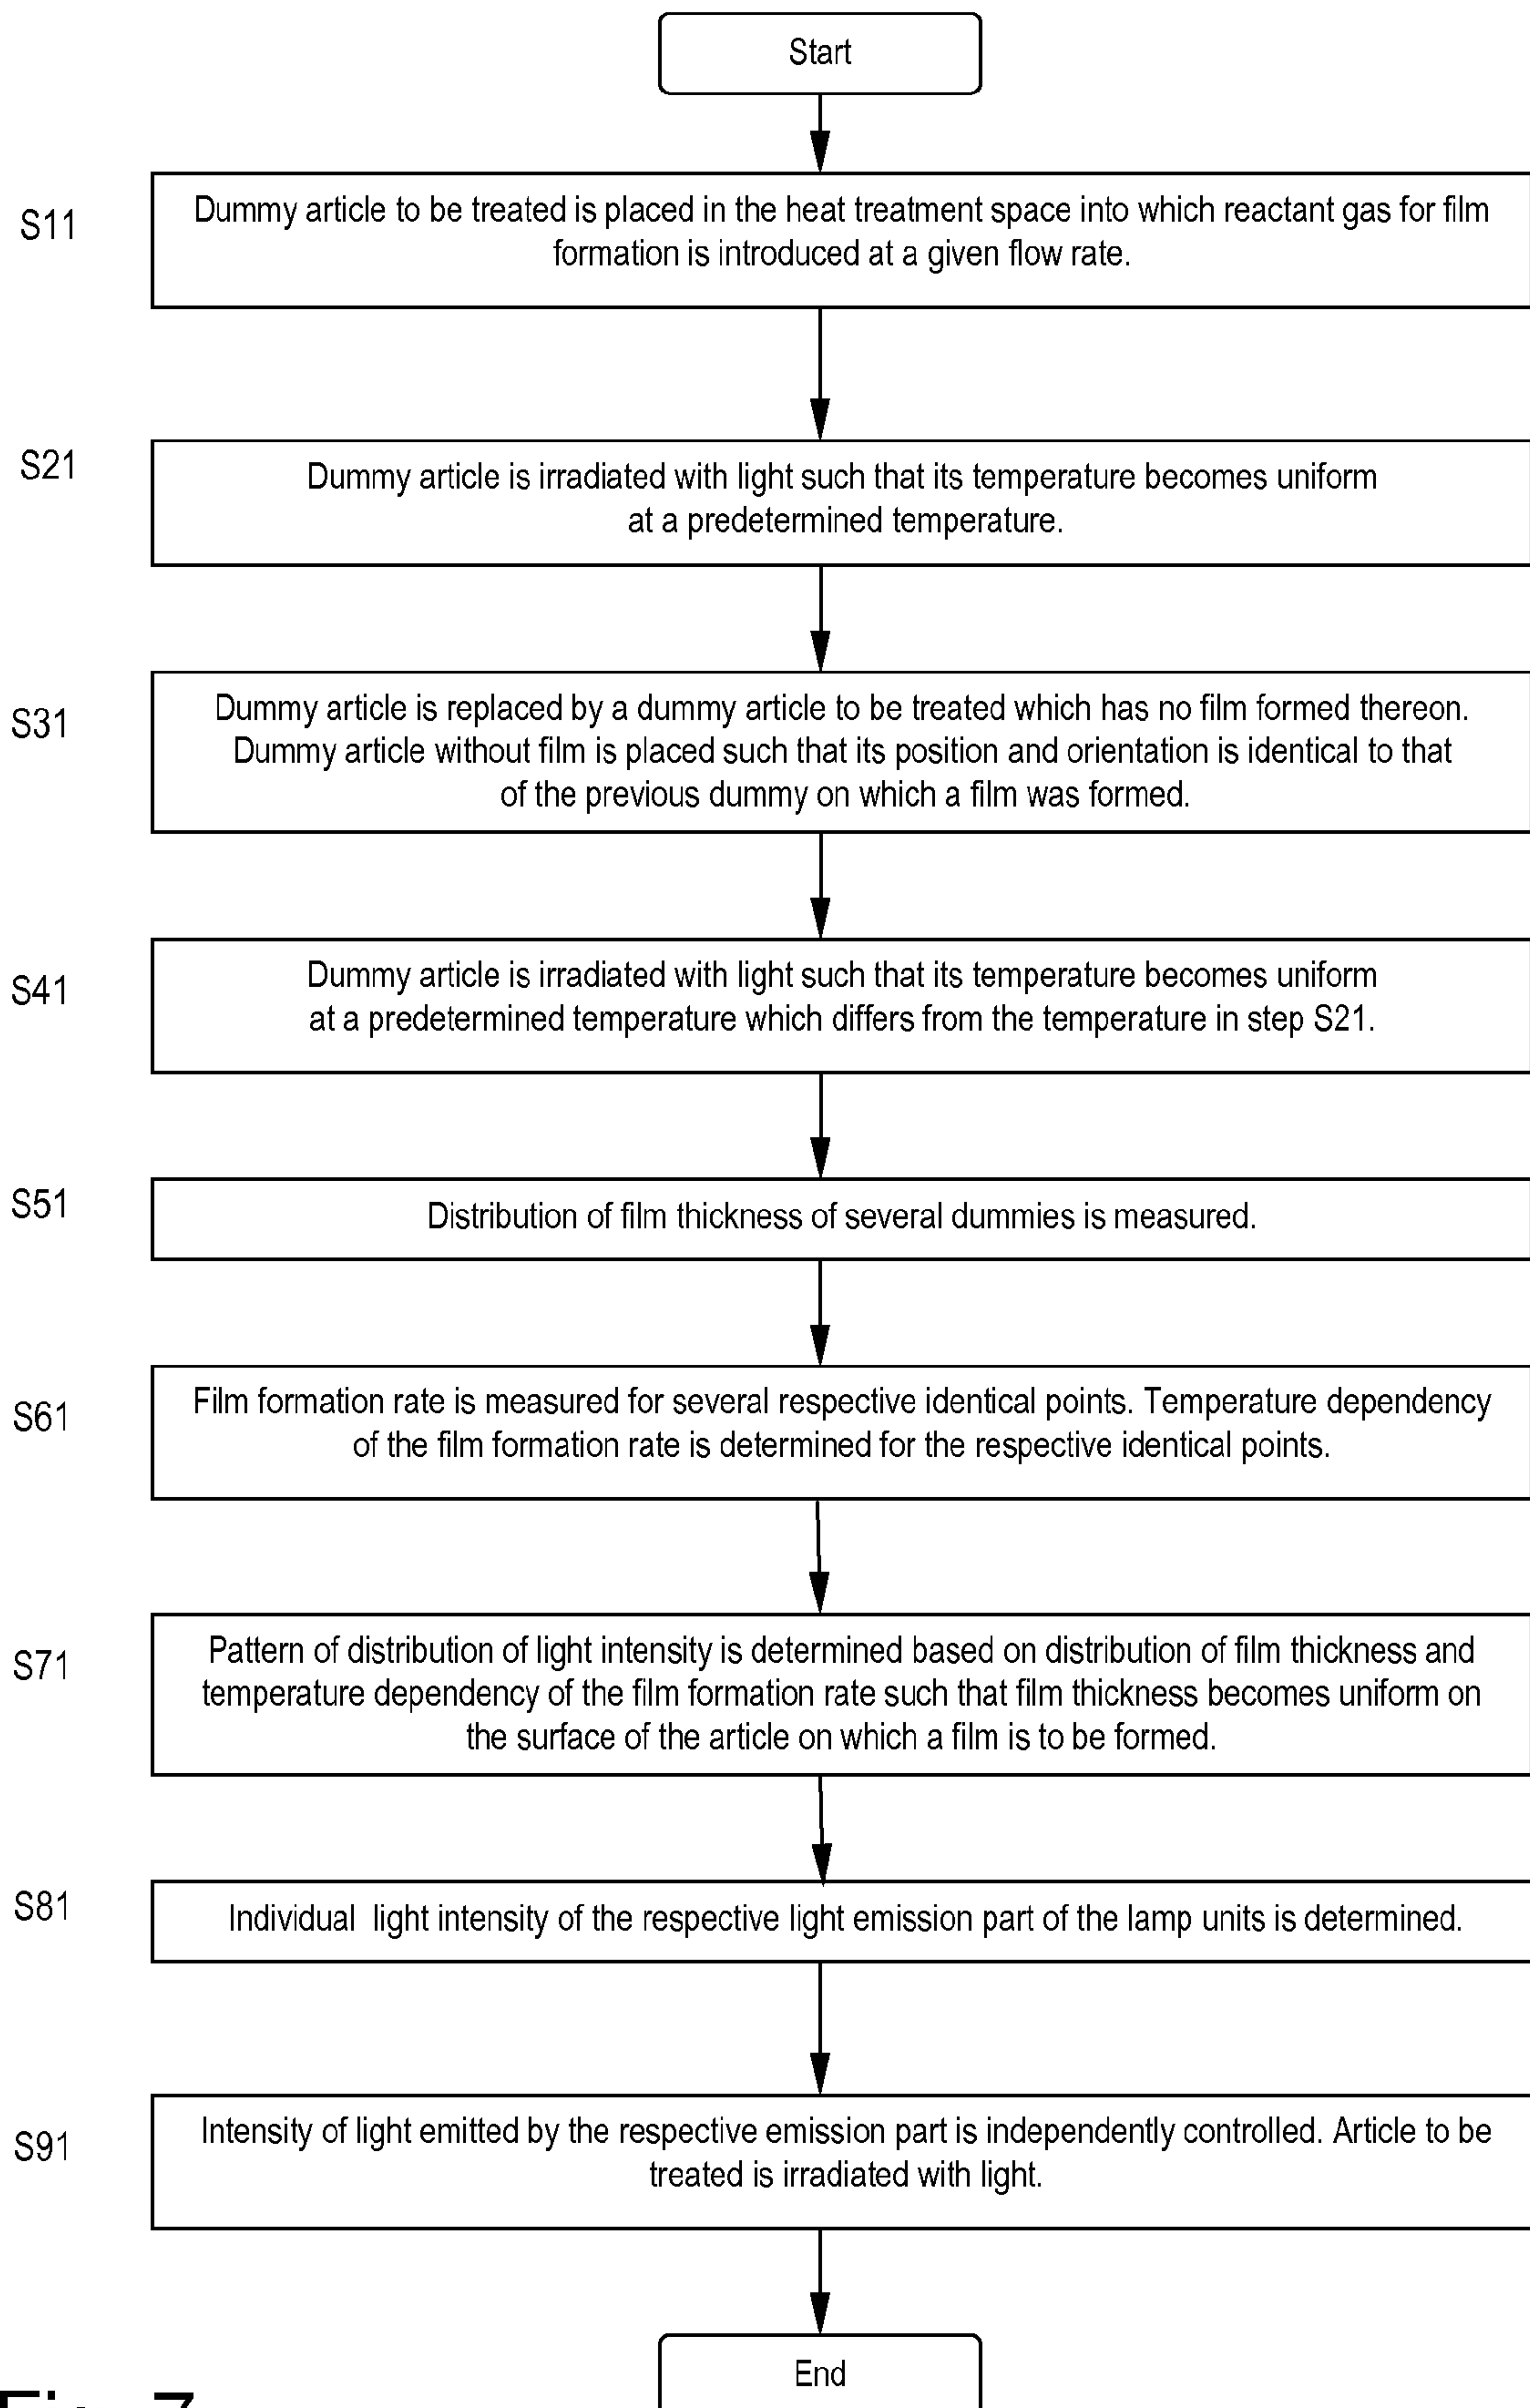 Start
S11
Dummy article to be treated is placed in the heat treatment space into which reactant gas for film
formation is introduced at a given flow rate.
S21
Dummy article is irradiated with light such that its temperature becomes uniform
at a predetermined temperature.
S31
Dummy article is replaced by a dummy article to be treated which has no film formed thereon.
Dummy article without film is placed such that its position and orientation is identical to that
of the previous dummy on which a film was formed.
S41
Dummy article is irradiated with light such that its temperature becomes uniform
at a predetermined temperature which differs from the temperature in step S21.
S51
Distribution of film thickness of several dummies is measured.
S61
Film formation rate is measured for several respective identical points. Temperature dependency
of the film formation rate is determined for the respective identical points.
S71
Pattern of distribution of light intensity is determined based on distribution of film thickness and
temperature dependency of the film formation rate such that film thickness becomes uniform on
the surface of the article on which a film is to be formed.
S81
Individual light intensity of the respective light emission part of the lamp units is determined.
S91
Intensity of light emitted by the respective emission part is independently controlled. Article to be
treated is irradiated with light.
End